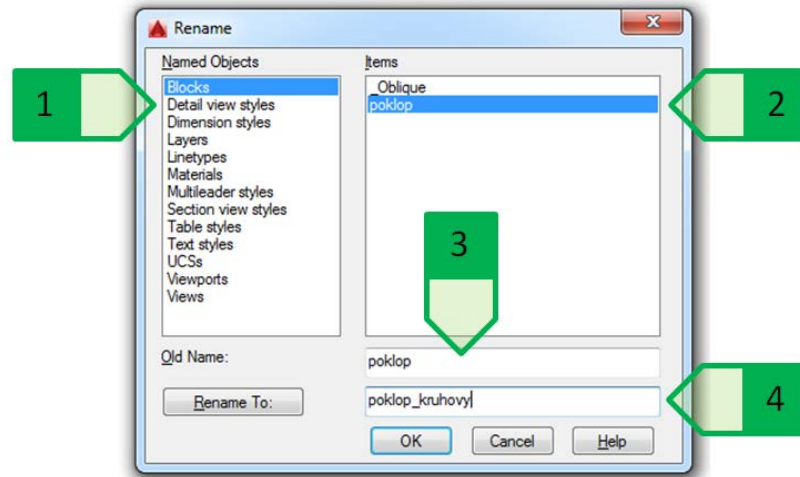 Rename
Named Objects
Blocks
Detail view styles
Dimension styles
Layers
Linetypes
Materials
Multileader styles
Section view styles
Table styles
Text styles
UCSs
Viewports
Views
Items
_Oblique
poklop
1
2
3
Old Name:
poklop
Rename To:
poklop_kruhovy
4
OK
Cancel
Help